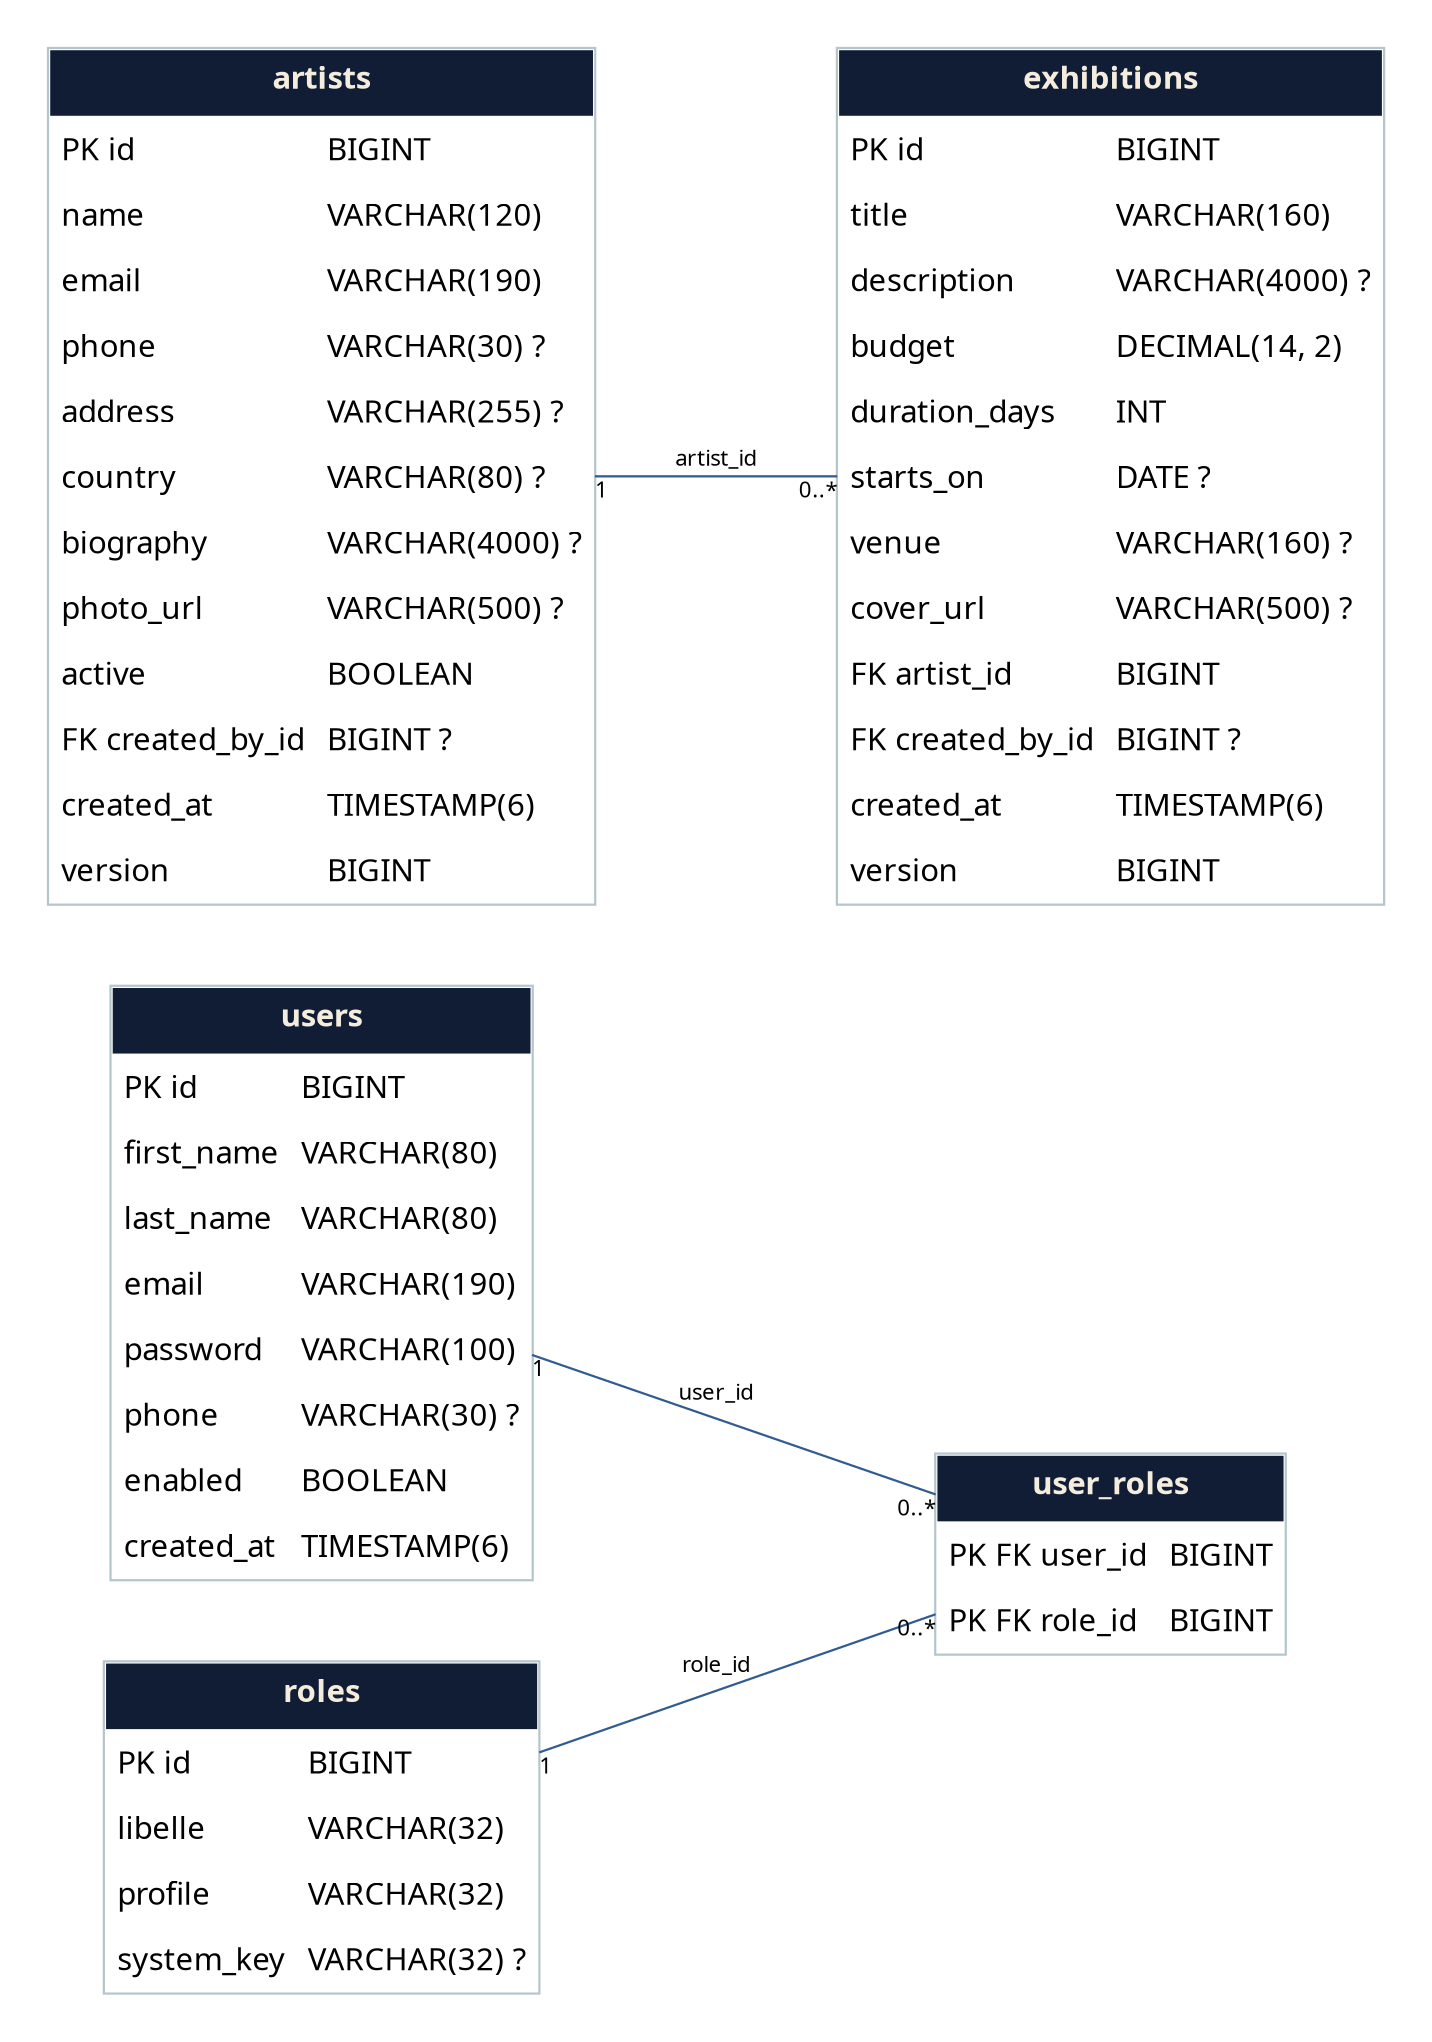 artists
PK id BIGINT
name VARCHAR(120)
email VARCHAR(190)
phone VARCHAR(30) ?
address VARCHAR(255) ?
country VARCHAR(80) ?
biography VARCHAR(4000) ?
photo_url VARCHAR(500) ?
active BOOLEAN
FK created_by_id BIGINT ?
created_at TIMESTAMP(6)
version BIGINT
artist_id
1 0..*
exhibitions
PK id BIGINT
title VARCHAR(160)
description VARCHAR(4000) ?
budget DECIMAL(14, 2)
duration_days INT
starts_on DATE ?
venue VARCHAR(160) ?
cover_url VARCHAR(500) ?
FK artist_id BIGINT
FK created_by_id BIGINT ?
created_at TIMESTAMP(6)
version BIGINT
users
PK id BIGINT
first_name VARCHAR(80)
last_name VARCHAR(80)
email VARCHAR(190)
password VARCHAR(100)
phone VARCHAR(30) ?
enabled BOOLEAN
created_at TIMESTAMP(6)
1
user_id
0..*
user_roles
PK FK user_id BIGINT
PK FK role_id BIGINT
0..*
role_id
1
roles
PK id BIGINT
libelle VARCHAR(32)
profile VARCHAR(32)
system_key VARCHAR(32) ?